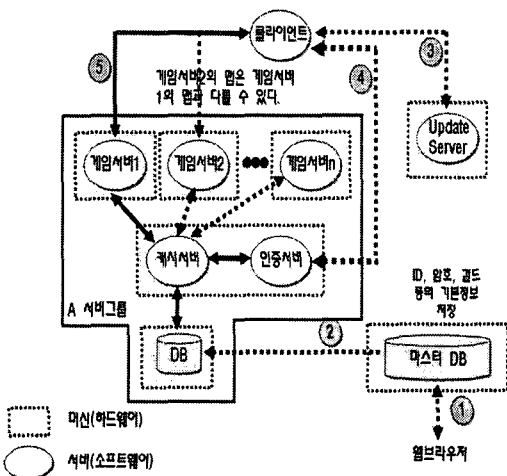 클라이언트
⑤
③
게임서버2의 맵은 게임서버
1의 맵과 다를 수 있다.
④
게임서버1
게임서버2
게임서버n
Update
Server
캐시서버
인증서버
A 서버그룹
ID, 암호, 길드
등의 기본정보
저장
DB
②
마스터 DB
①
웹브라우저
머신(하드웨어)
서버(소프트웨어)